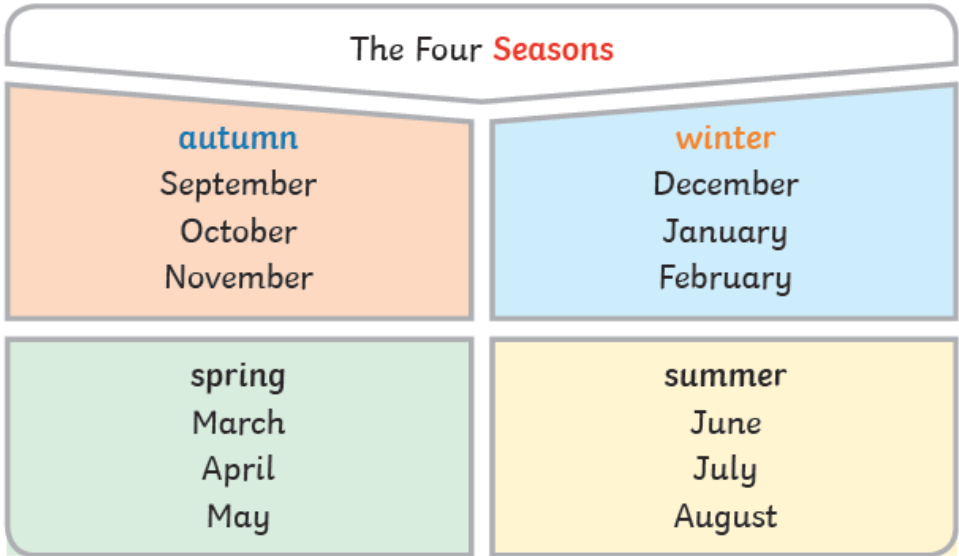 The Four Seasons
autumn
September
October
November
winter
December
January
February
spring
March
April
May
summer
June
July
August